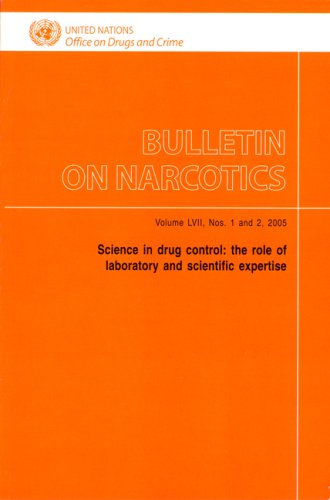 UNITED NATIONS
Office on Drugs and Crime
BULLETIN
ON NARCOTICS
Volume LVII, Nos. 1 and 2, 2005
Science in drug control: the role of
laboratory and scientific expertise